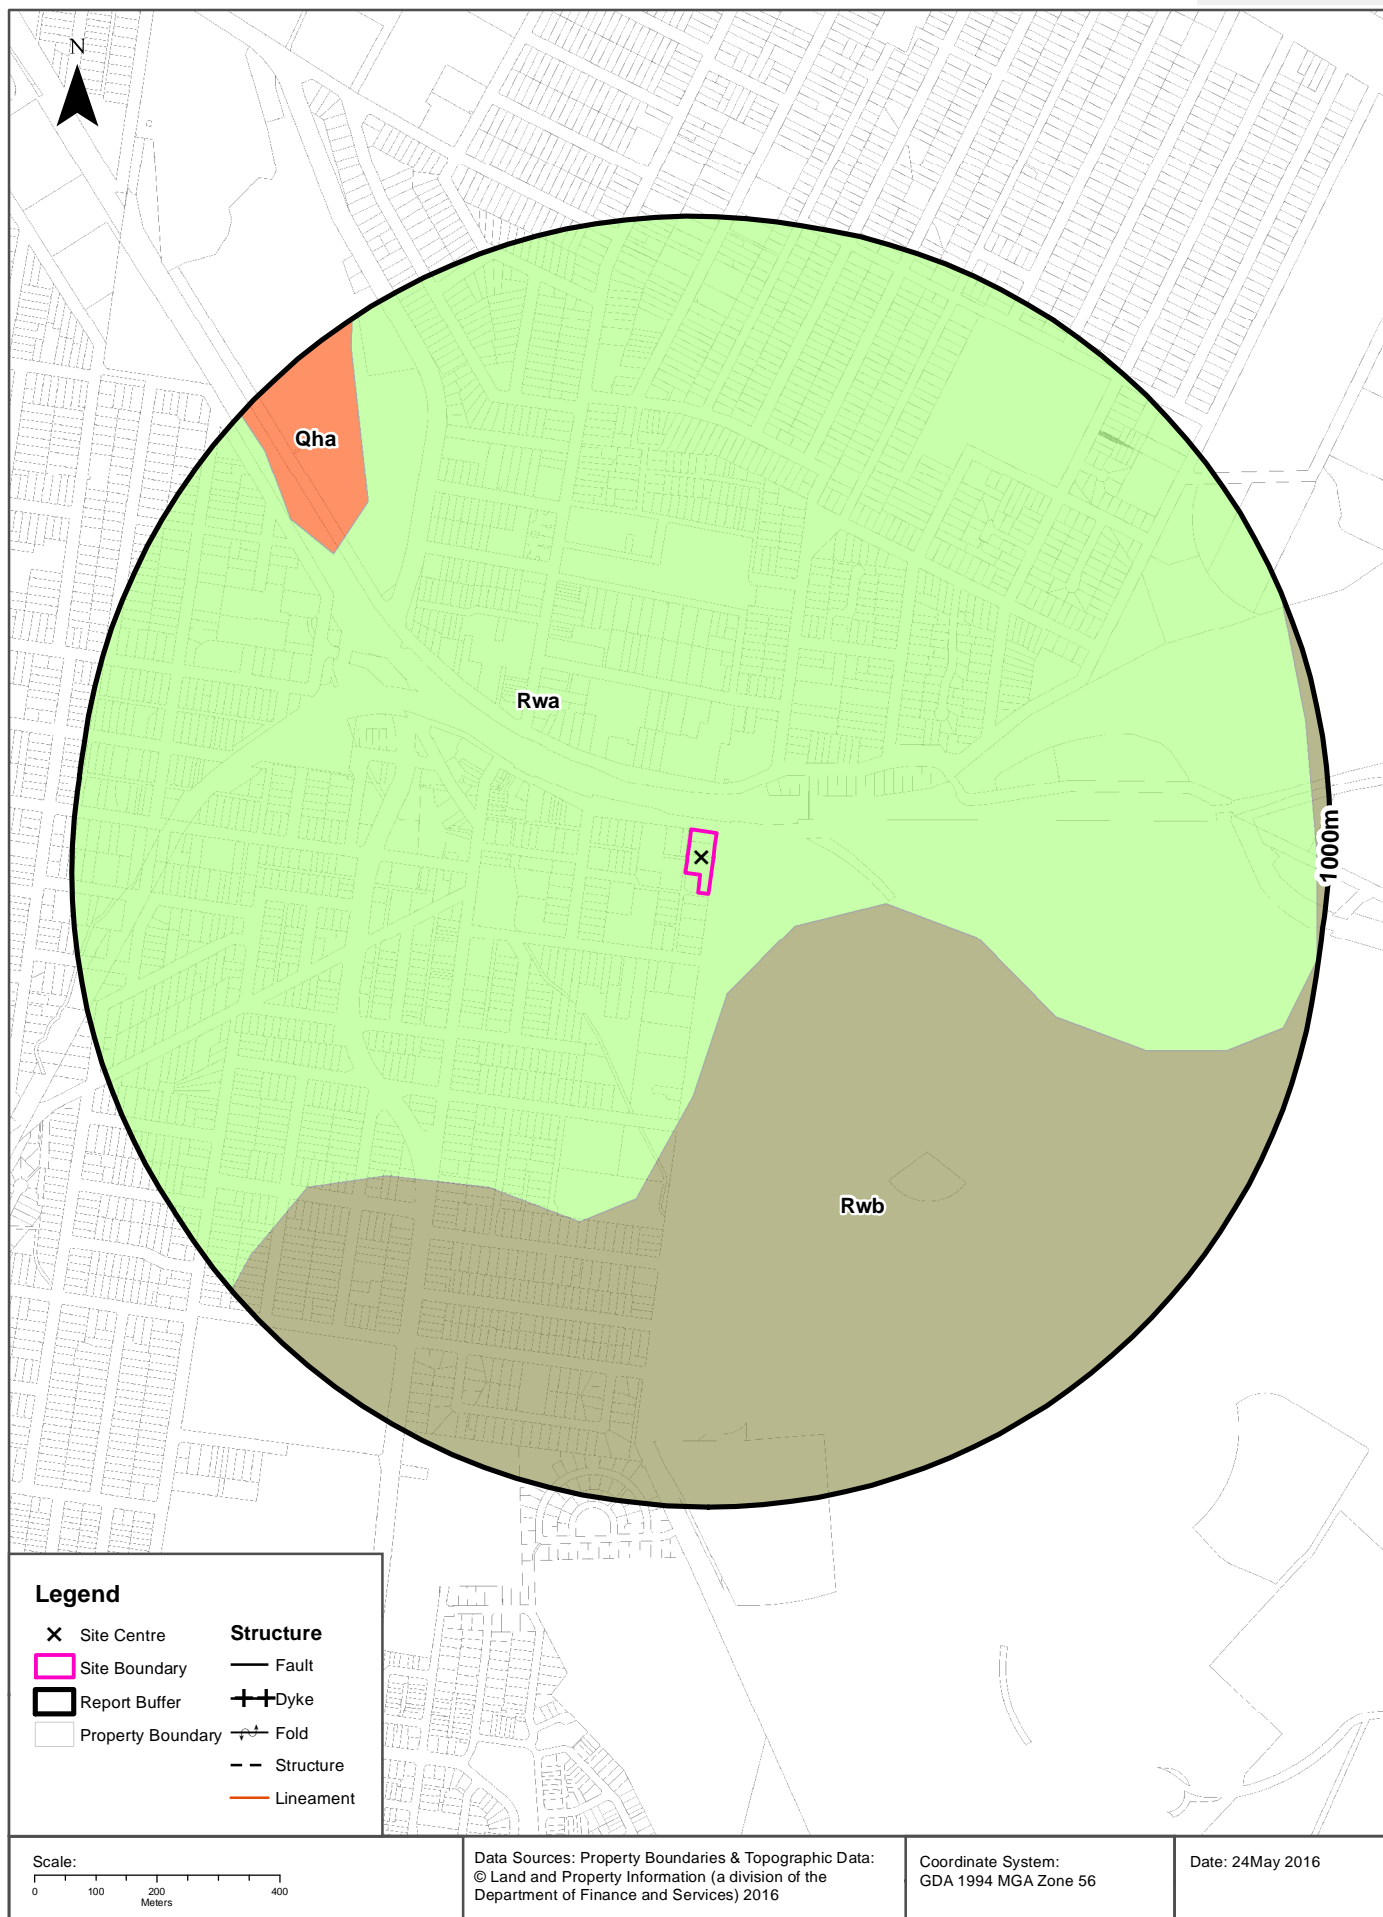 N
Qha
Rwa
1000m
Rwb
Legend
Site Centre
Site Boundary
Report Buffer
Property Boundary
Structure
Fault
Dyke
Fold
Structure
Lineament
Scale:
0 100 200 400
Meters
Data Sources: Property Boundaries & Topographic Data:
© Land and Property Information (a division of the
Department of Finance and Services) 2016
Coordinate System:
GDA 1994 MGA Zone 56
Date: 24May 2016